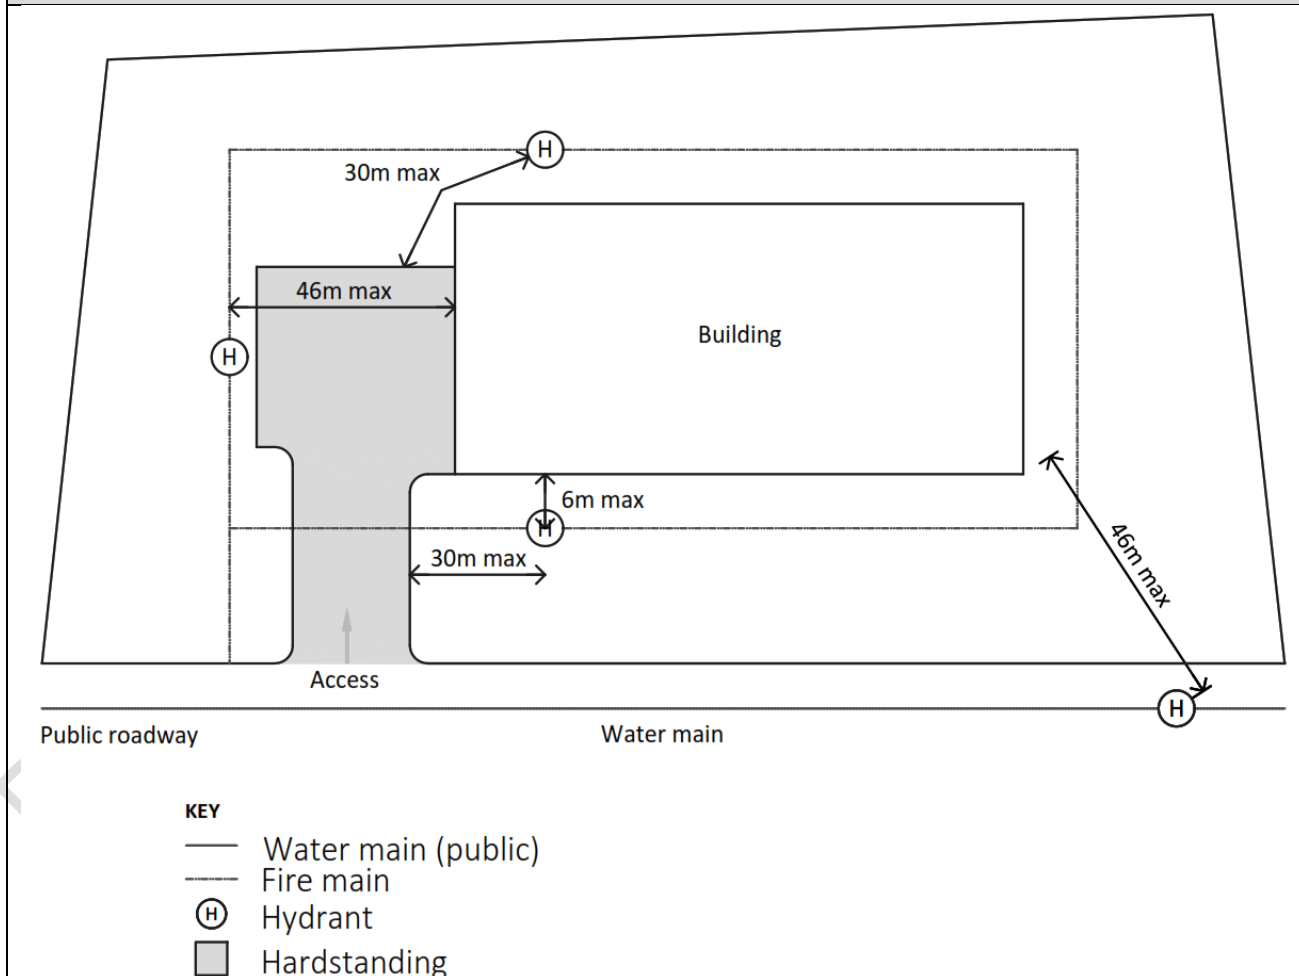 H
30m max
46m max
H
Building
6m max
H
30m max
46m max
Access
H
Public roadway
Water main
KEY
Water main (public)
Fire main
H Hydrant
Hardstanding